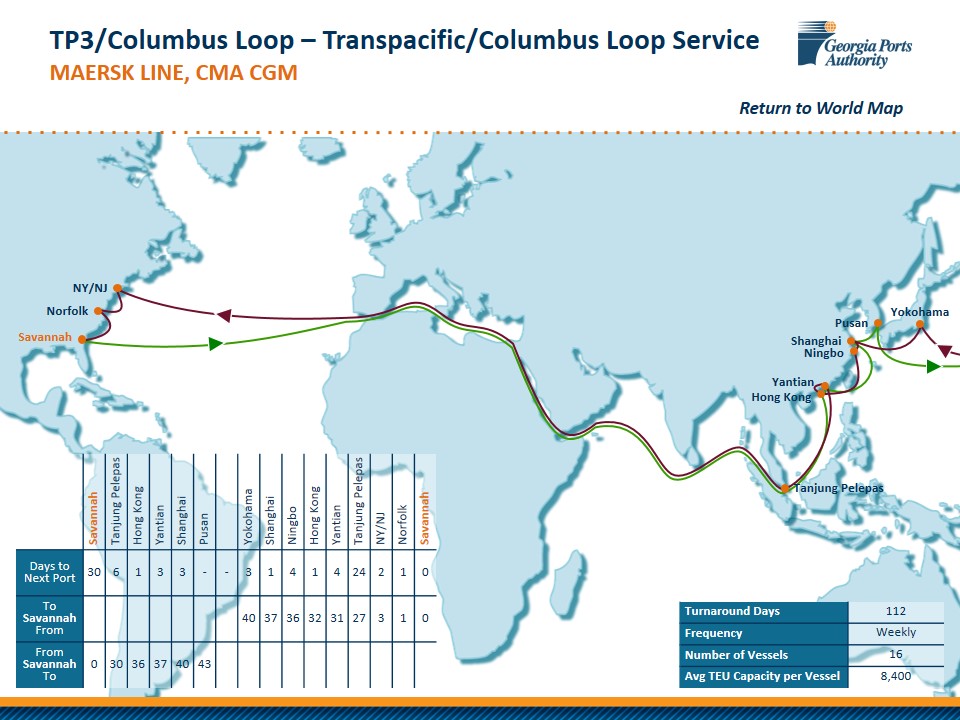 TP3/Columbus Loop – Transpacific/Columbus Loop Service
MAERSK LINE, CMA CGM
Georgia Ports
Authority
Return to World Map
NY/NJ
Norfolk
Savannah
Pusan
Yokohama
Shanghai
Ningbo
Yantian
Hong Kong
Tanjung Pelepas
Savannah Tanjung Pelepas Hong Kong Yantian Shanghai Pusan Yokohama Shanghai Ningbo Hong Kong Yantian Tanjung Pelepas NY/NJ Norfolk Savannah
Days to
Next Port
30 6 1 3 3 - - 3 1 4 1 4 24 2 1 0
To
Savannah
From
40 37 36 32 31 27 3 1 0
From
Savannah
To
0 30 36 37 40 43
Turnaround Days 112
Frequency Weekly
Number of Vessels 16
Avg TEU Capacity per Vessel 8,400